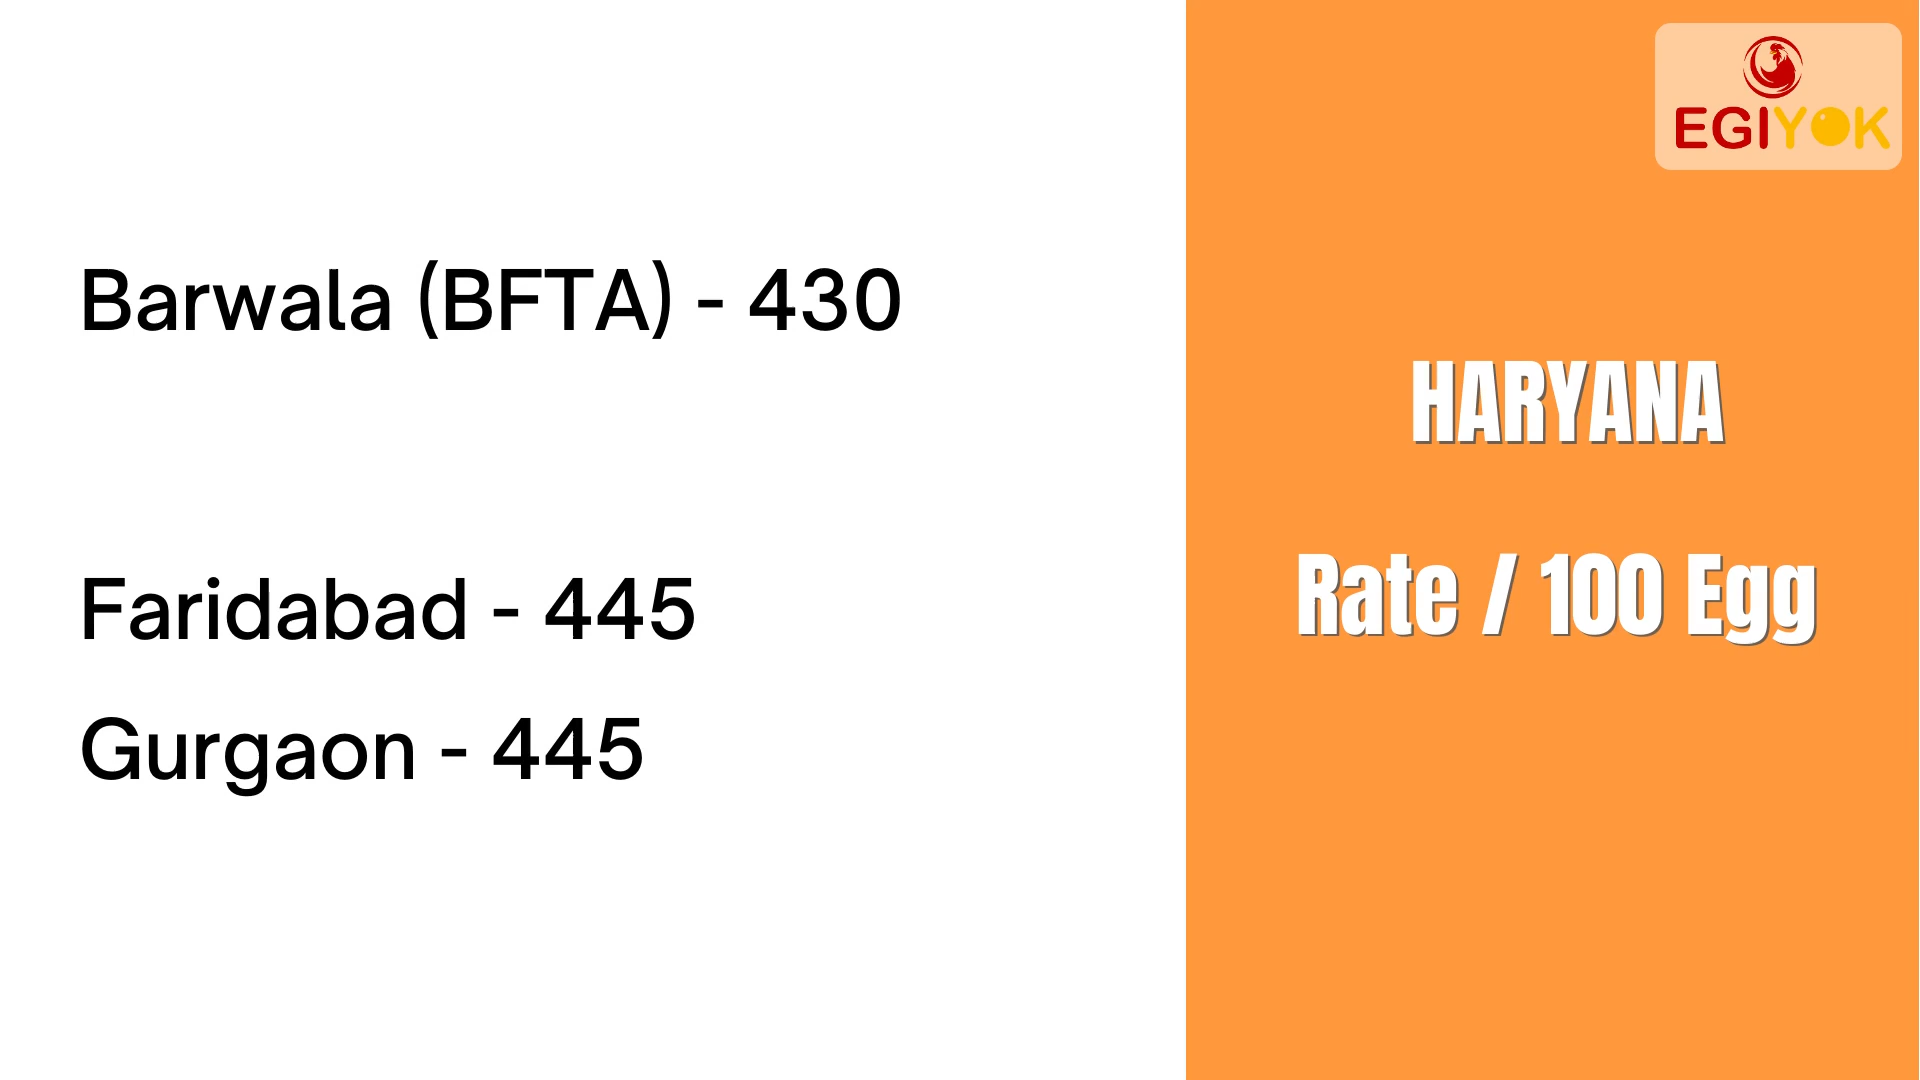 Barwala (BFTA) - 430
Faridabad - 445
Gurgaon - 445
EGIYOK
HARYANA
Rate / 100 Egg